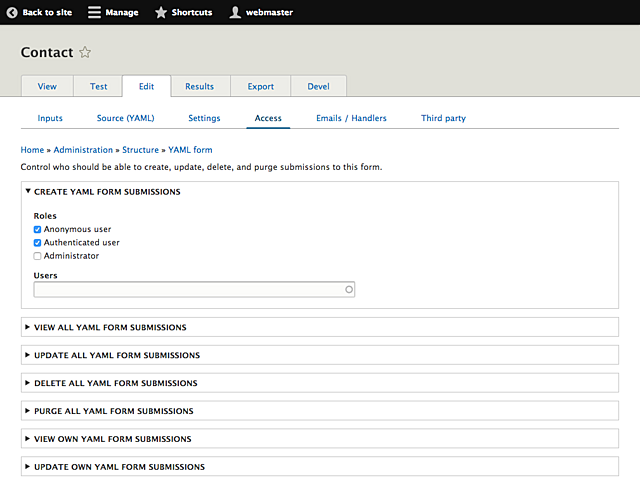 Back to site Manage Shortcuts webmaster
Contact
View Test Edit Results Export Devel
Inputs Source (YAML) Settings Access Emails / Handlers Third party
Home » Administration » Structure » YAML form
Control who should be able to create, update, delete, and purge submissions to this form.
CREATE YAML FORM SUBMISSIONS
Roles
Anonymous user
Authenticated user
Administrator
Users
VIEW ALL YAML FORM SUBMISSIONS
UPDATE ALL YAML FORM SUBMISSIONS
DELETE ALL YAML FORM SUBMISSIONS
PURGE ALL YAML FORM SUBMISSIONS
VIEW OWN YAML FORM SUBMISSIONS
UPDATE OWN YAML FORM SUBMISSIONS